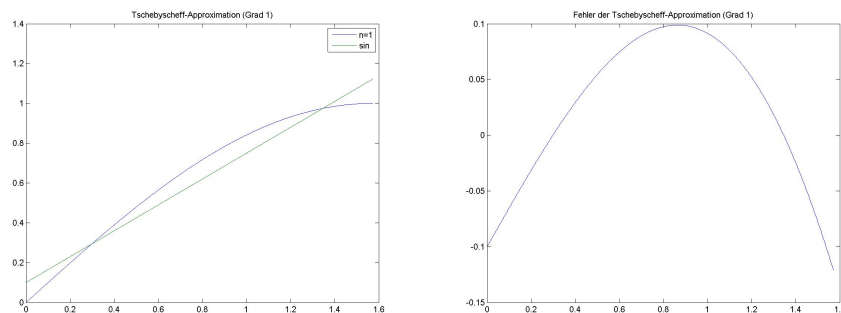 Tschebyscheff-Approximation (Grad 1)
1.4
1.2
1
0.8
0.6
0.4
0.2
0
0 0.2 0.4 0.6 0.8 1 1.2 1.4 1.6
n=1
sin
Fehler der Tschebyscheff-Approximation (Grad 1)
0.1
0.05
0
-0.05
-0.1
-0.15
0 0.2 0.4 0.6 0.8 1 1.2 1.4 1.